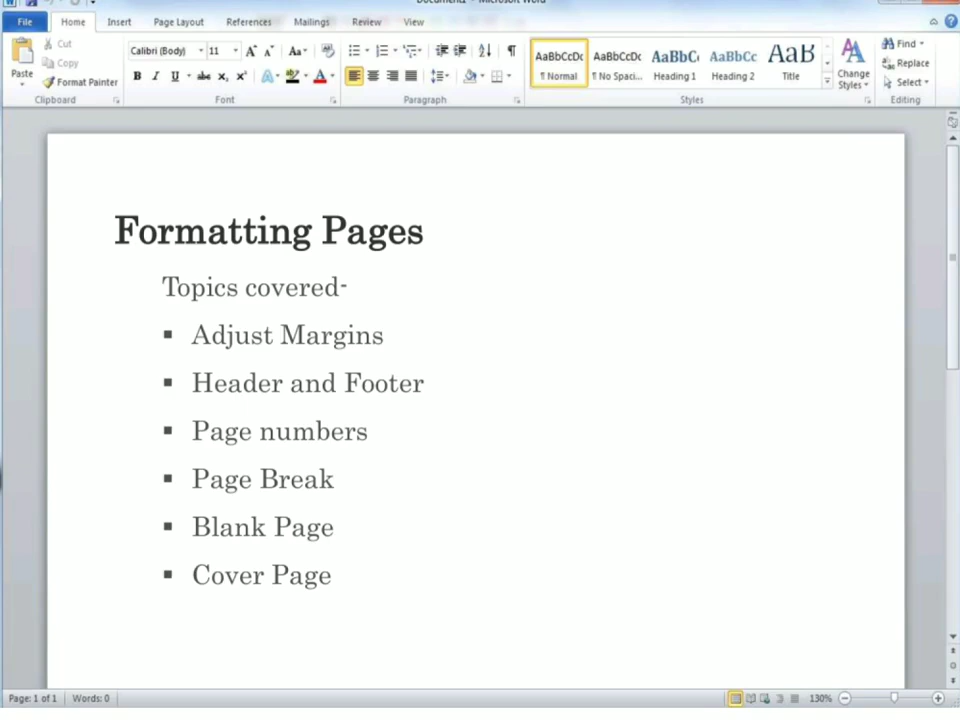 Microsoft Word
File Home Insert Page Layout References Mailings Review View
Paste
Cut
Copy
Format Painter
Clipboard
Calibri (Body) 11
Font
Paragraph
AaBbCcDc AaBbCcDc AaBbC AaBbCc AaB
¶ Normal ¶ No Spaci... Heading 1 Heading 2 Title
Change
Styles
Styles
Find
Replace
Select
Editing
Formatting Pages
Topics covered-
▪ Adjust Margins
▪ Header and Footer
▪ Page numbers
▪ Page Break
▪ Blank Page
▪ Cover Page
Page: 1 of 1 Words: 0 130%